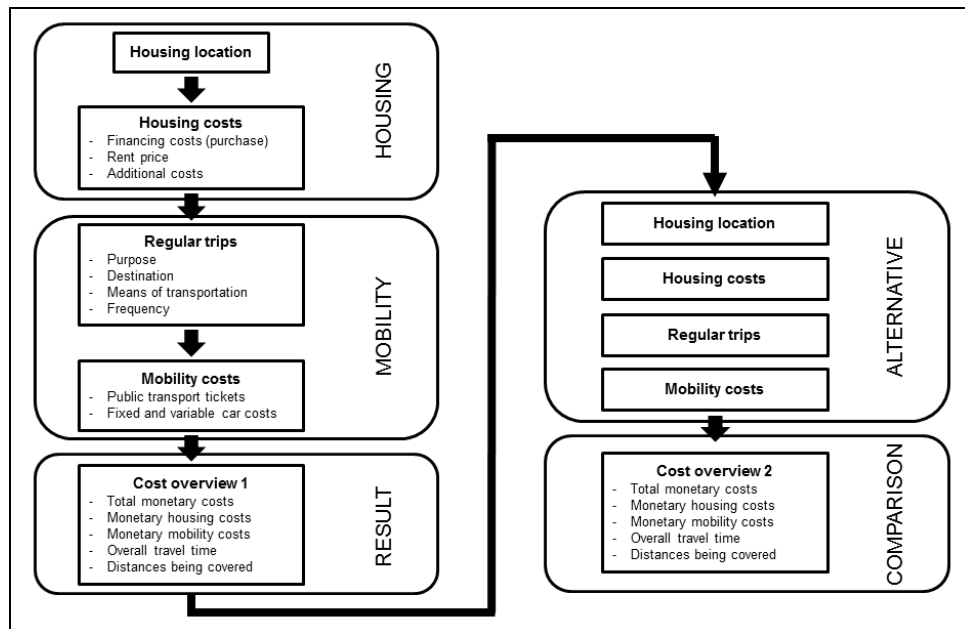 Housing location
Housing costs
- Financing costs (purchase)
- Rent price
- Additional costs
HOUSING
Regular trips
- Purpose
- Destination
- Means of transportation
- Frequency
Mobility costs
- Public transport tickets
- Fixed and variable car costs
MOBILITY
Cost overview 1
- Total monetary costs
- Monetary housing costs
- Monetary mobility costs
- Overall travel time
- Distances being covered
RESULT
Housing location
Housing costs
Regular trips
Mobility costs
ALTERNATIVE
Cost overview 2
- Total monetary costs
- Monetary housing costs
- Monetary mobility costs
- Overall travel time
- Distances being covered
COMPARISON